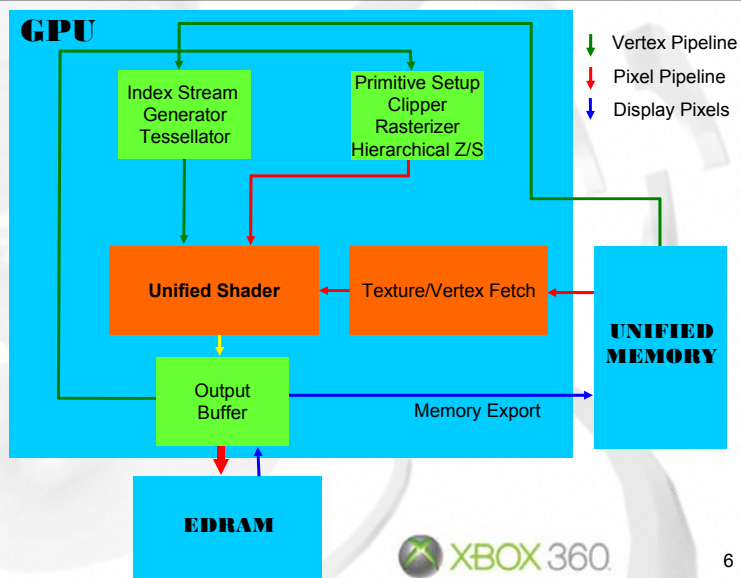 GPU
Index Stream
Generator
Tessellator
Primitive Setup
Clipper
Rasterizer
Hierarchical Z/S
Vertex Pipeline
Pixel Pipeline
Display Pixels
Unified Shader
Texture/Vertex Fetch
UNIFIED
MEMORY
Output
Buffer
Memory Export
EDRAM
XBOX 360
6